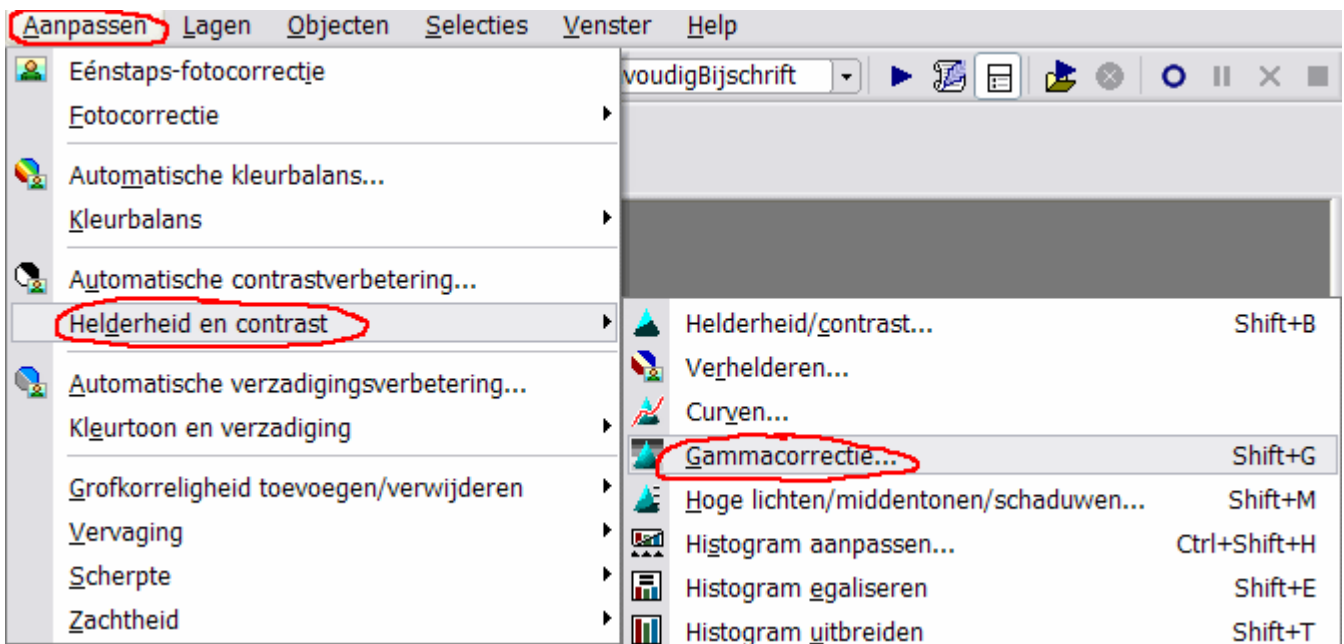 Aanpassen Lagen Objecten Selecties Venster Help
Eénstaps-fotocorrectie
voudigBijschrift
Fotocorrectie
Automatische kleurbalans...
Kleurbalans
Automatische contrastverbetering...
Helderheid en contrast
Automatische verzadigingsverbetering...
Kleurtoon en verzadiging
Grofkorreligheid toevoegen/verwijderen
Vervaging
Scherpte
Zachtheid
Helderheid/contrast... Shift+B
Verhelderen...
Curven...
Gammacorrectie... Shift+G
Hoge lichten/middentonen/schaduwen... Shift+M
Histogram aanpassen... Ctrl+Shift+H
Histogram egaliseren Shift+E
Histogram uitbreiden Shift+T